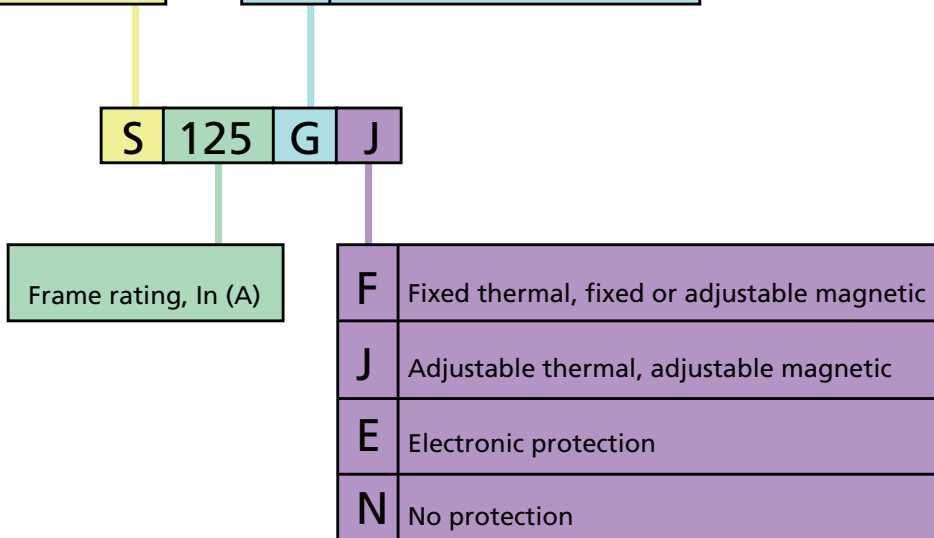 S 125 G J
Frame rating, In (A)
F Fixed thermal, fixed or adjustable magnetic
J Adjustable thermal, adjustable magnetic
E Electronic protection
N No protection